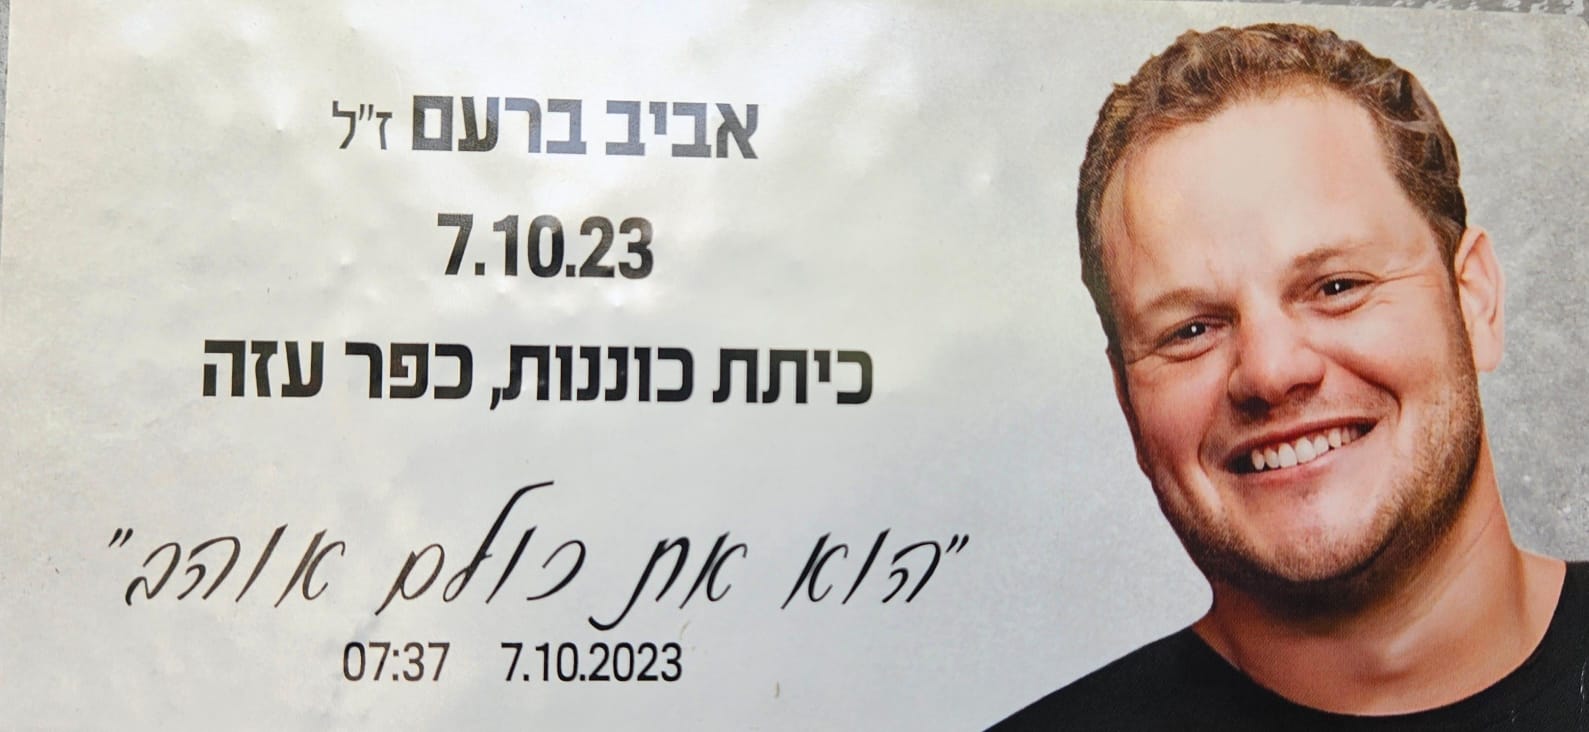 אביב ברעם ז"ל
7.10.23
כיתת כוננות, כפר עזה
"הוא את כולם אוהב"
07:37 7.10.2023